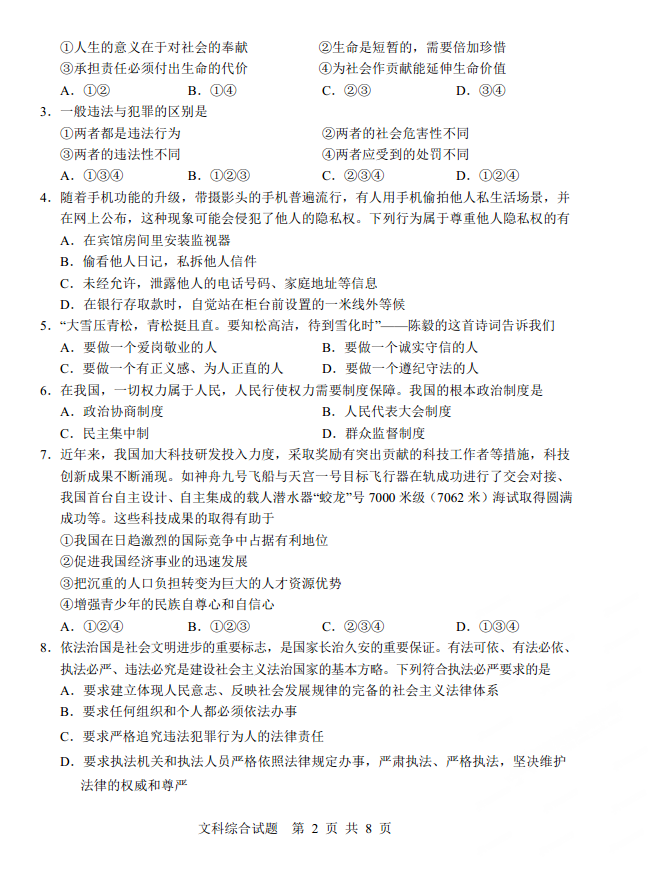 ①人生的意义在于对社会的奉献 ②生命是短暂的，需要倍加珍惜
③承担责任必须付出生命的代价 ④为社会作贡献能延伸生命价值
A．①② B．①④ C．②③ D．③④
3．一般违法与犯罪的区别是
①两者都是违法行为 ②两者的社会危害性不同
③两者的违法性不同 ④两者应受到的处罚不同
A．①③④ B．①②③ C．②③④ D．①②④
4．随着手机功能的升级，带摄影头的手机普遍流行，有人用手机偷拍他人私生活场景，并
在网上公布，这种现象可能会侵犯了他人的隐私权。下列行为属于尊重他人隐私权的有
A．在宾馆房间里安装监视器
B．偷看他人日记，私拆他人信件
C．未经允许，泄露他人的电话号码、家庭地址等信息
D．在银行存取款时，自觉站在柜台前设置的一米线外等候
5．“大雪压青松，青松挺且直。要知松高洁，待到雪化时”——陈毅的这首诗词告诉我们
A．要做一个爱岗敬业的人 B．要做一个诚实守信的人
C．要做一个有正义感、为人正直的人 D．要做一个遵纪守法的人
6．在我国，一切权力属于人民，人民行使权力需要制度保障。我国的根本政治制度是
A．政治协商制度 B．人民代表大会制度
C．民主集中制 D．群众监督制度
7．近年来，我国加大科技研发投入力度，采取奖励有突出贡献的科技工作者等措施，科技
创新成果不断涌现。如神舟九号飞船与天宫一号目标飞行器在轨成功进行了交会对接、
我国首台自主设计、自主集成的载人潜水器“蛟龙”号 7000 米级（7062 米）海试取得圆满
成功等。这些科技成果的取得有助于
①我国在日趋激烈的国际竞争中占据有利地位
②促进我国经济事业的迅速发展
③把沉重的人口负担转变为巨大的人才资源优势
④增强青少年的民族自尊心和自信心
A．①②④ B．①②③ C．②③④ D．①③④
8．依法治国是社会文明进步的重要标志，是国家长治久安的重要保证。有法可依、有法必依、
执法必严、违法必究是建设社会主义法治国家的基本方略。下列符合执法必严要求的是
A．要求建立体现人民意志、反映社会发展规律的完备的社会主义法律体系
B．要求任何组织和个人都必须依法办事
C．要求严格追究违法犯罪行为人的法律责任
D．要求执法机关和执法人员严格依照法律规定办事，严肃执法、严格执法，坚决维护
法律的权威和尊严
文科综合试题 第 2 页 共 8 页